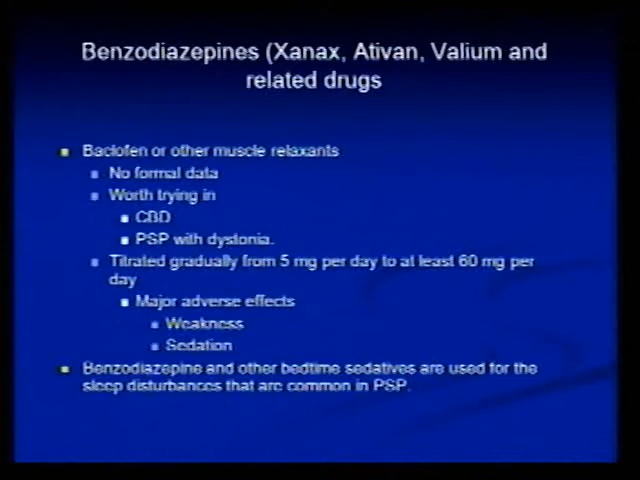 Benzodiazepines (Xanax, Ativan, Valium and
related drugs
Baclofen or other muscle relaxants
No formal data
Worth trying in
CBD
PSP with dystonia.
Titrated gradually from 5 mg per day to at least 60 mg per
day
Major adverse effects
Weakness
Sedation
Benzodiazepine and other bedtime sedatives are used for the
sleep disturbances that are common in PSP.